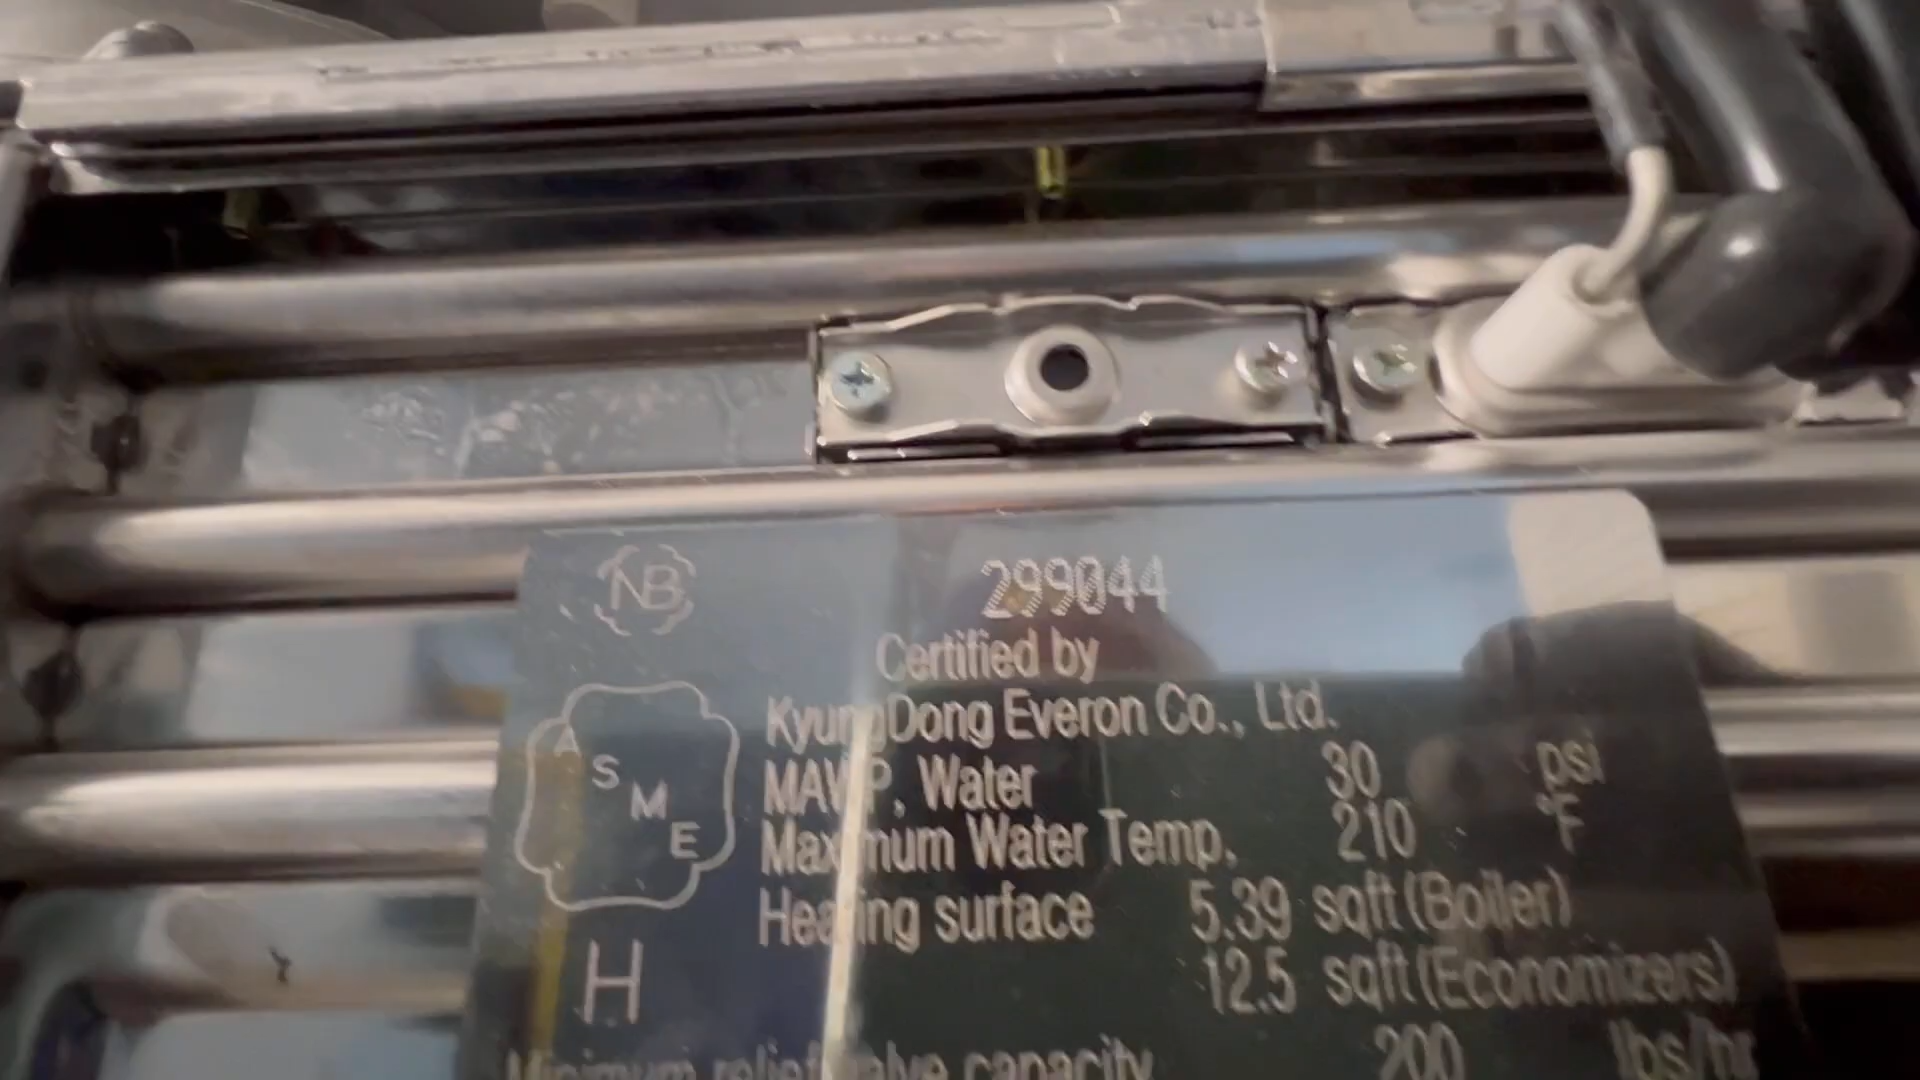 NB
299044
Certified by
KyungDong Everon Co., Ltd.
ASME
MAWP, Water 30 psi
Maximum Water Temp. 210 °F
Heating surface 5.39 sqft (Boiler)
12.5 sqft (Economizers)
H
Minimum relief valve capacity 200 lbs/hr